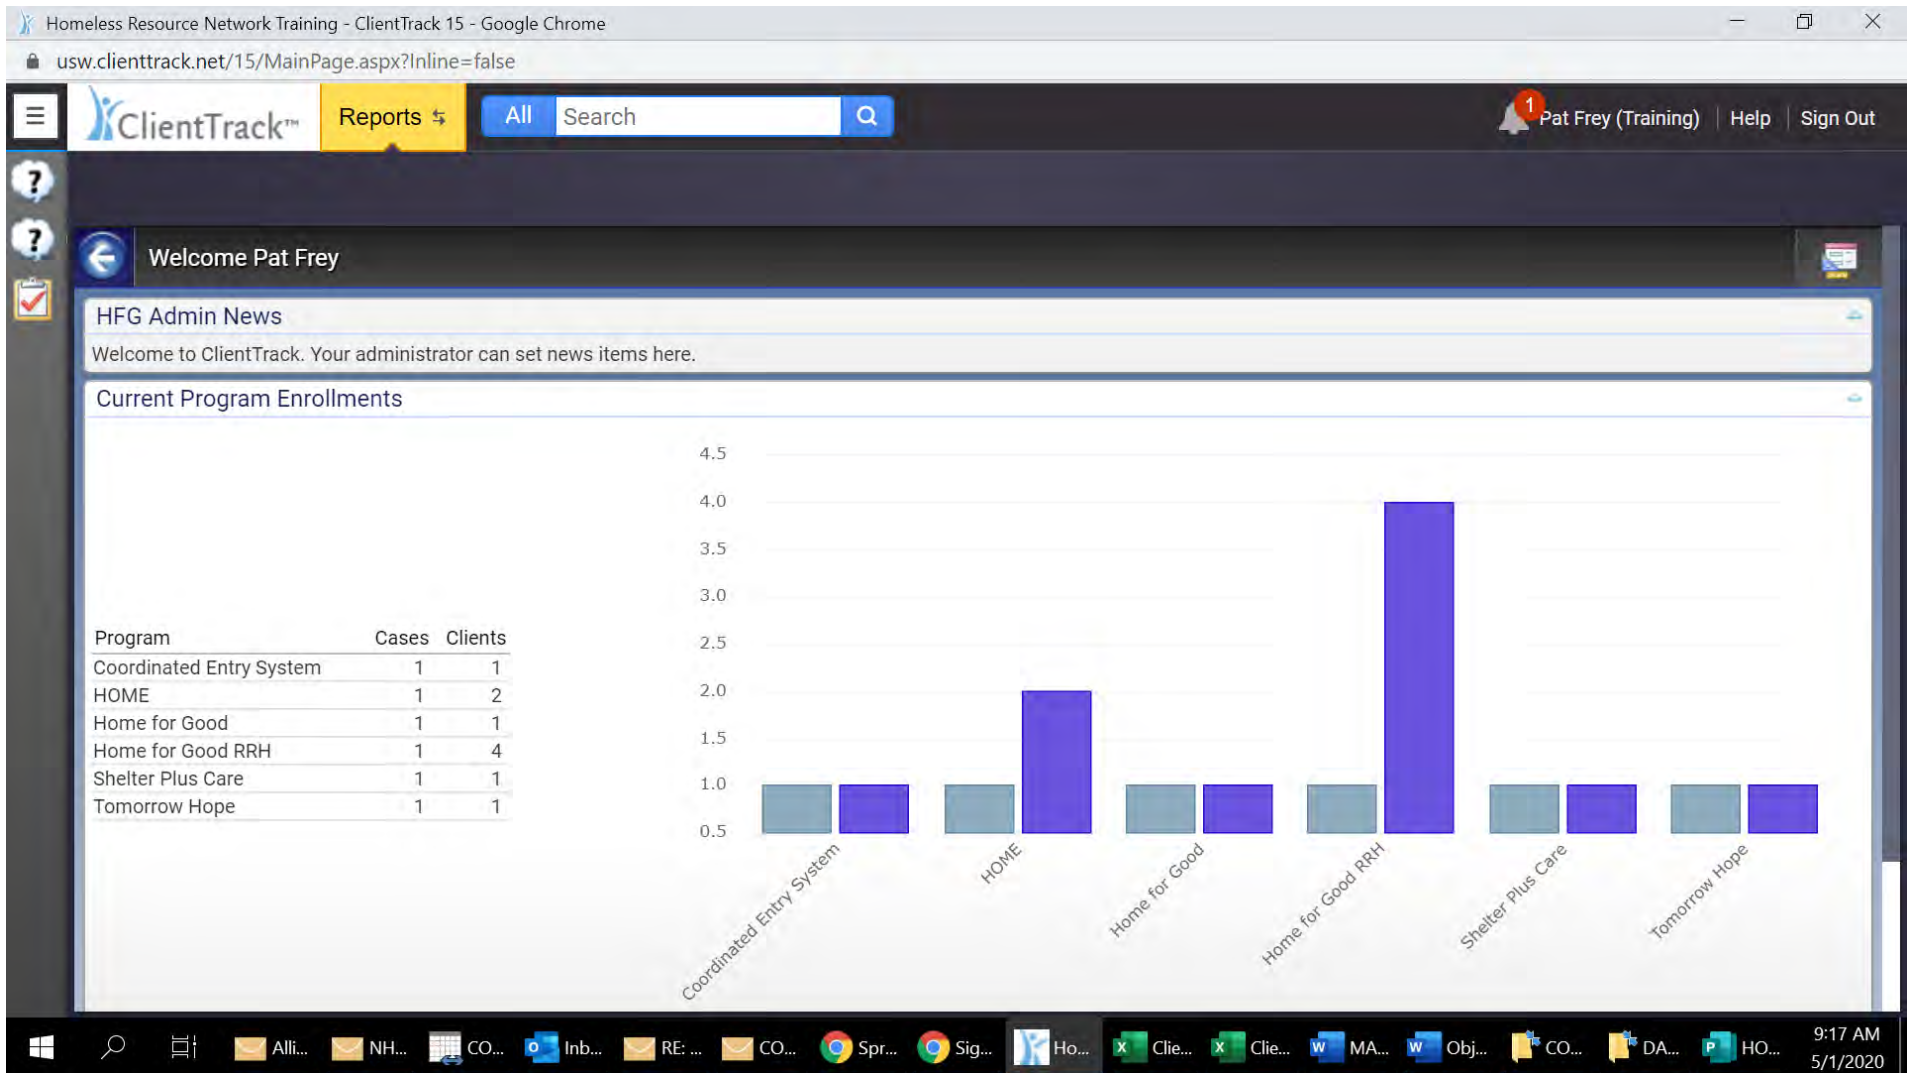 Homeless Resource Network Training - ClientTrack 15 - Google Chrome
usw.clienttrack.net/15/MainPage.aspx?Inline=false
ClientTrack™ Reports All Search 1 Pat Frey (Training) Help Sign Out
?
?
Welcome Pat Frey
HFG Admin News
Welcome to ClientTrack. Your administrator can set news items here.
Current Program Enrollments
Program Cases Clients
Coordinated Entry System 1 1
HOME 1 2
Home for Good 1 1
Home for Good RRH 1 4
Shelter Plus Care 1 1
Tomorrow Hope 1 1
4.5
4.0
3.5
3.0
2.5
2.0
1.5
1.0
0.5
Coordinated Entry System
HOME
Home for Good
Home for Good RRH
Shelter Plus Care
Tomorrow Hope
Alli... NH... CO... Inb... RE: ... CO... Spr... Sig... Ho... Clie... Clie... MA... Obj... CO... DA... HO... 9:17 AM
5/1/2020